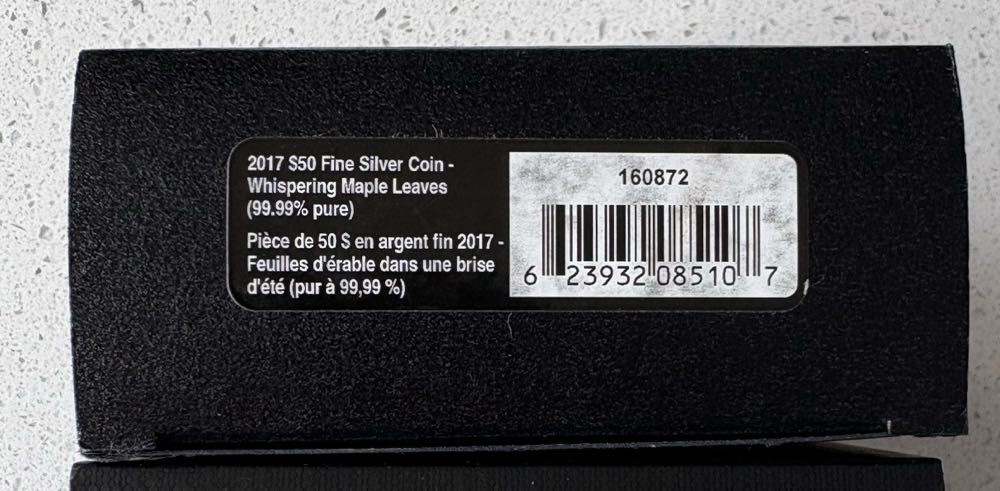 2017 $50 Fine Silver Coin -
Whispering Maple Leaves
(99.99% pure)
Pièce de 50 $ en argent fin 2017 -
Feuilles d'érable dans une brise
d'été (pur à 99,99 %)
160872
6 23932 08510 7